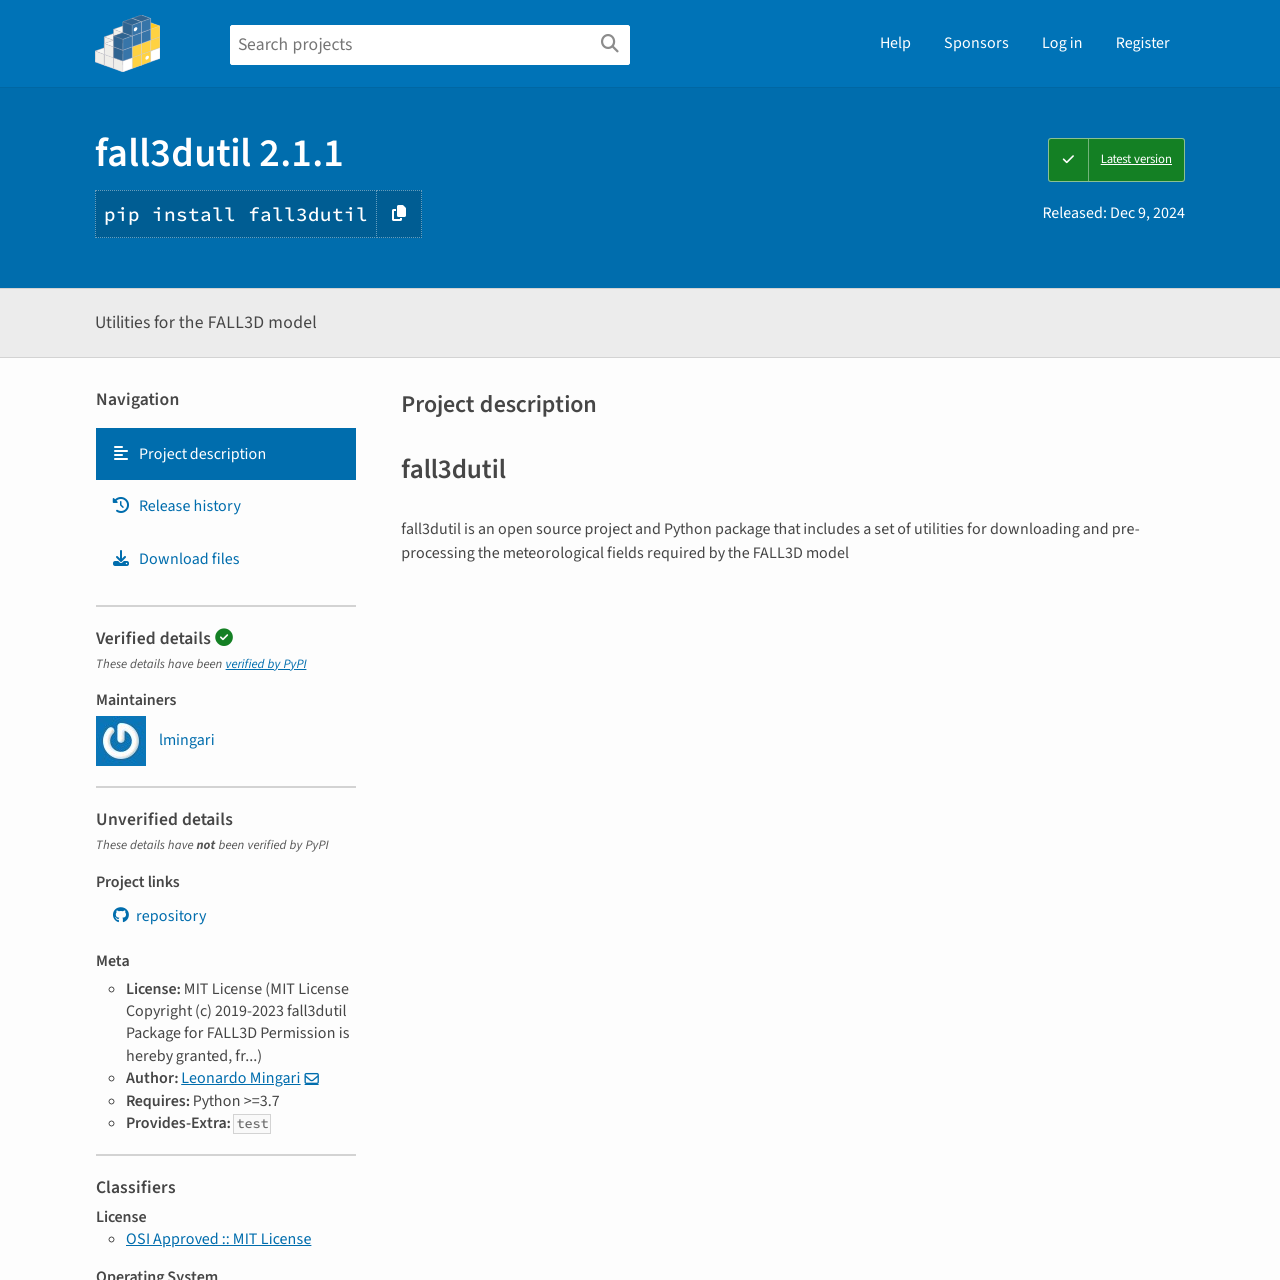 Search projects
Help
Sponsors
Log in
Register
fall3dutil 2.1.1
pip install fall3dutil
Latest version
Released: Dec 9, 2024
Utilities for the FALL3D model
Navigation
Project description
Release history
Download files
Verified details
These details have been verified by PyPI
Maintainers
lmingari
Unverified details
These details have not been verified by PyPI
Project links
repository
Meta
License: MIT License (MIT License
Copyright (c) 2019-2023 fall3dutil
Package for FALL3D Permission is
hereby granted, fr...)
Author: Leonardo Mingari
Requires: Python >=3.7
Provides-Extra: test
Classifiers
License
OSI Approved :: MIT License
Operating System
Project description
fall3dutil
fall3dutil is an open source project and Python package that includes a set of utilities for downloading and pre-
processing the meteorological fields required by the FALL3D model